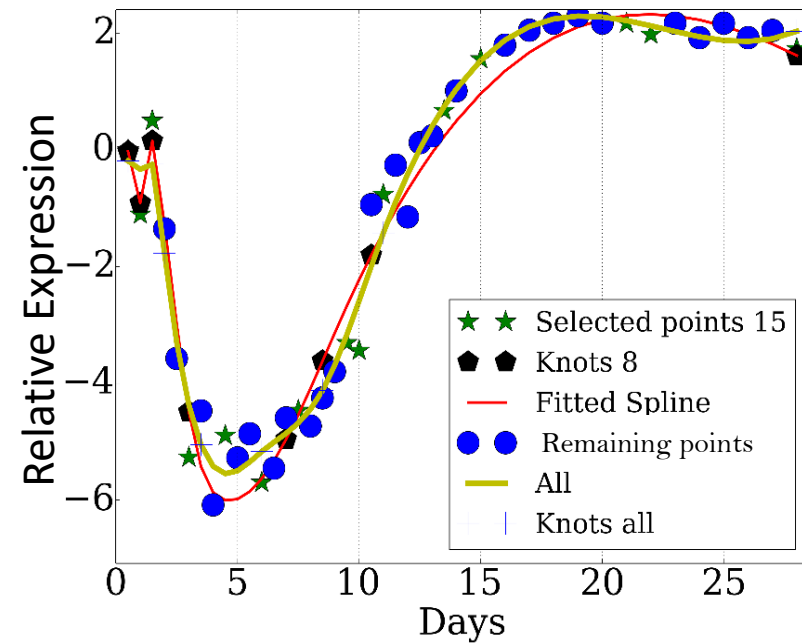 2
0
−2
−4
−6
Relative Expression
Selected points 15
Knots 8
Fitted Spline
Remaining points
All
Knots all
0 5 10 15 20 25
Days